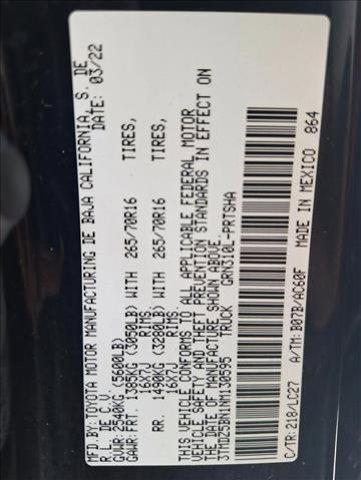 MFD.BY:TOYOTA MOTOR MANUFACTURING DE BAJA CALIFORNIA, S. DE
R.L. DE C.V. DATE: 03/22
GVWR: 2540KG (5600LB)
GAWR: FRT. 1385KG (3050LB) WITH 265/70R16 TIRES,
16X7J RIMS
RR. 1490KG (3280LB) WITH 265/70R16 TIRES,
16X7J RIMS.
THIS VEHICLE CONFORMS TO ALL APPLICABLE FEDERAL MOTOR
VEHICLE SAFETY AND THEFT PREVENTION STANDARDS IN EFFECT ON
THE DATE OF MANUFACTURE SHOWN ABOVE.
3TMDZ5BN1NM130695 TRUCK GRN310L-PRTSHA
C/TR:218/LC27 A/TM:B07B/AC60F MADE IN MEXICO 864